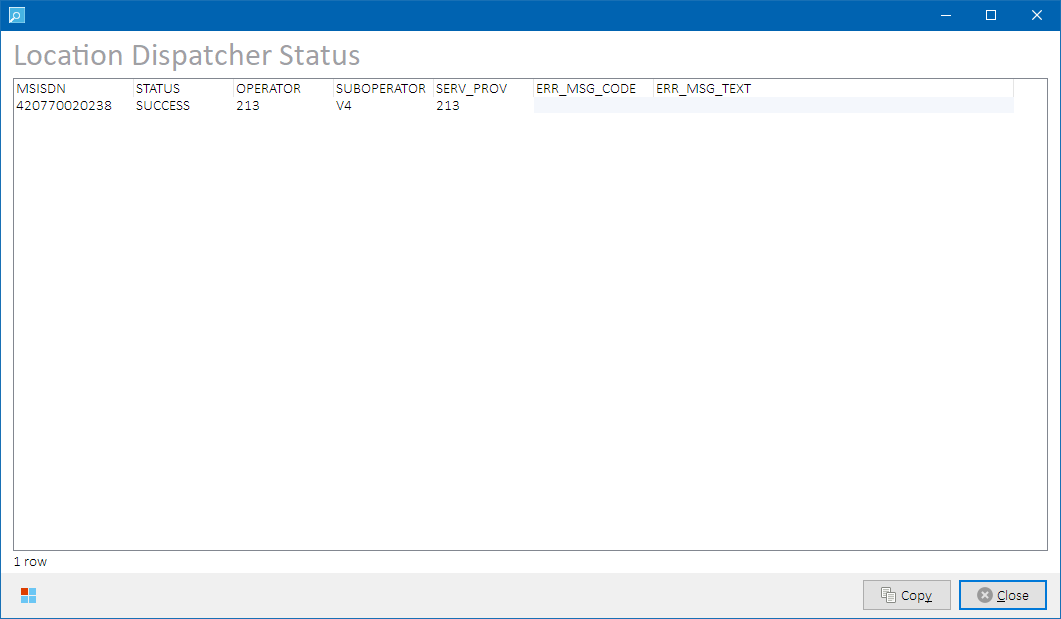 Location Dispatcher Status
MSISDN STATUS OPERATOR SUBOPERATOR SERV_PROV ERR_MSG_CODE ERR_MSG_TEXT
420770020238 SUCCESS 213 V4 213
1 row
Copy Close